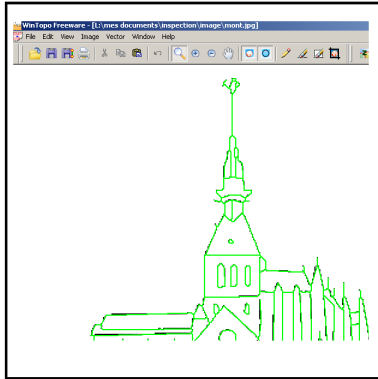 WinTopo Freeware - [L:\mes documents\inspection\image\mont.jpg]
File Edit View Image Vector Window Help